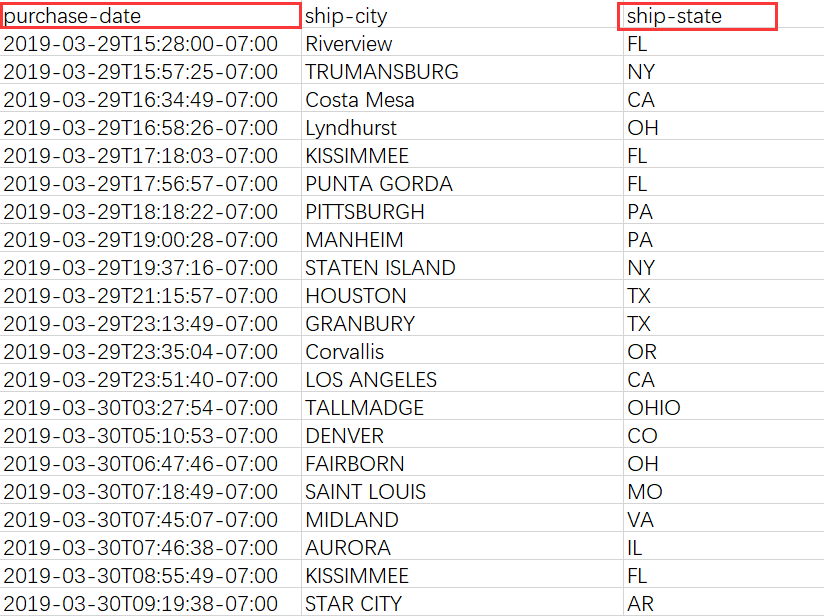 purchase-date ship-city ship-state
2019-03-29T15:28:00-07:00 Riverview FL
2019-03-29T15:57:25-07:00 TRUMANSBURG NY
2019-03-29T16:34:49-07:00 Costa Mesa CA
2019-03-29T16:58:26-07:00 Lyndhurst OH
2019-03-29T17:18:03-07:00 KISSIMMEE FL
2019-03-29T17:56:57-07:00 PUNTA GORDA FL
2019-03-29T18:18:22-07:00 PITTSBURGH PA
2019-03-29T19:00:28-07:00 MANHEIM PA
2019-03-29T19:37:16-07:00 STATEN ISLAND NY
2019-03-29T21:15:57-07:00 HOUSTON TX
2019-03-29T23:13:49-07:00 GRANBURY TX
2019-03-29T23:35:04-07:00 Corvallis OR
2019-03-29T23:51:40-07:00 LOS ANGELES CA
2019-03-30T03:27:54-07:00 TALLMADGE OHIO
2019-03-30T05:10:53-07:00 DENVER CO
2019-03-30T06:47:46-07:00 FAIRBORN OH
2019-03-30T07:18:49-07:00 SAINT LOUIS MO
2019-03-30T07:45:07-07:00 MIDLAND VA
2019-03-30T07:46:38-07:00 AURORA IL
2019-03-30T08:55:49-07:00 KISSIMMEE FL
2019-03-30T09:19:38-07:00 STAR CITY AR